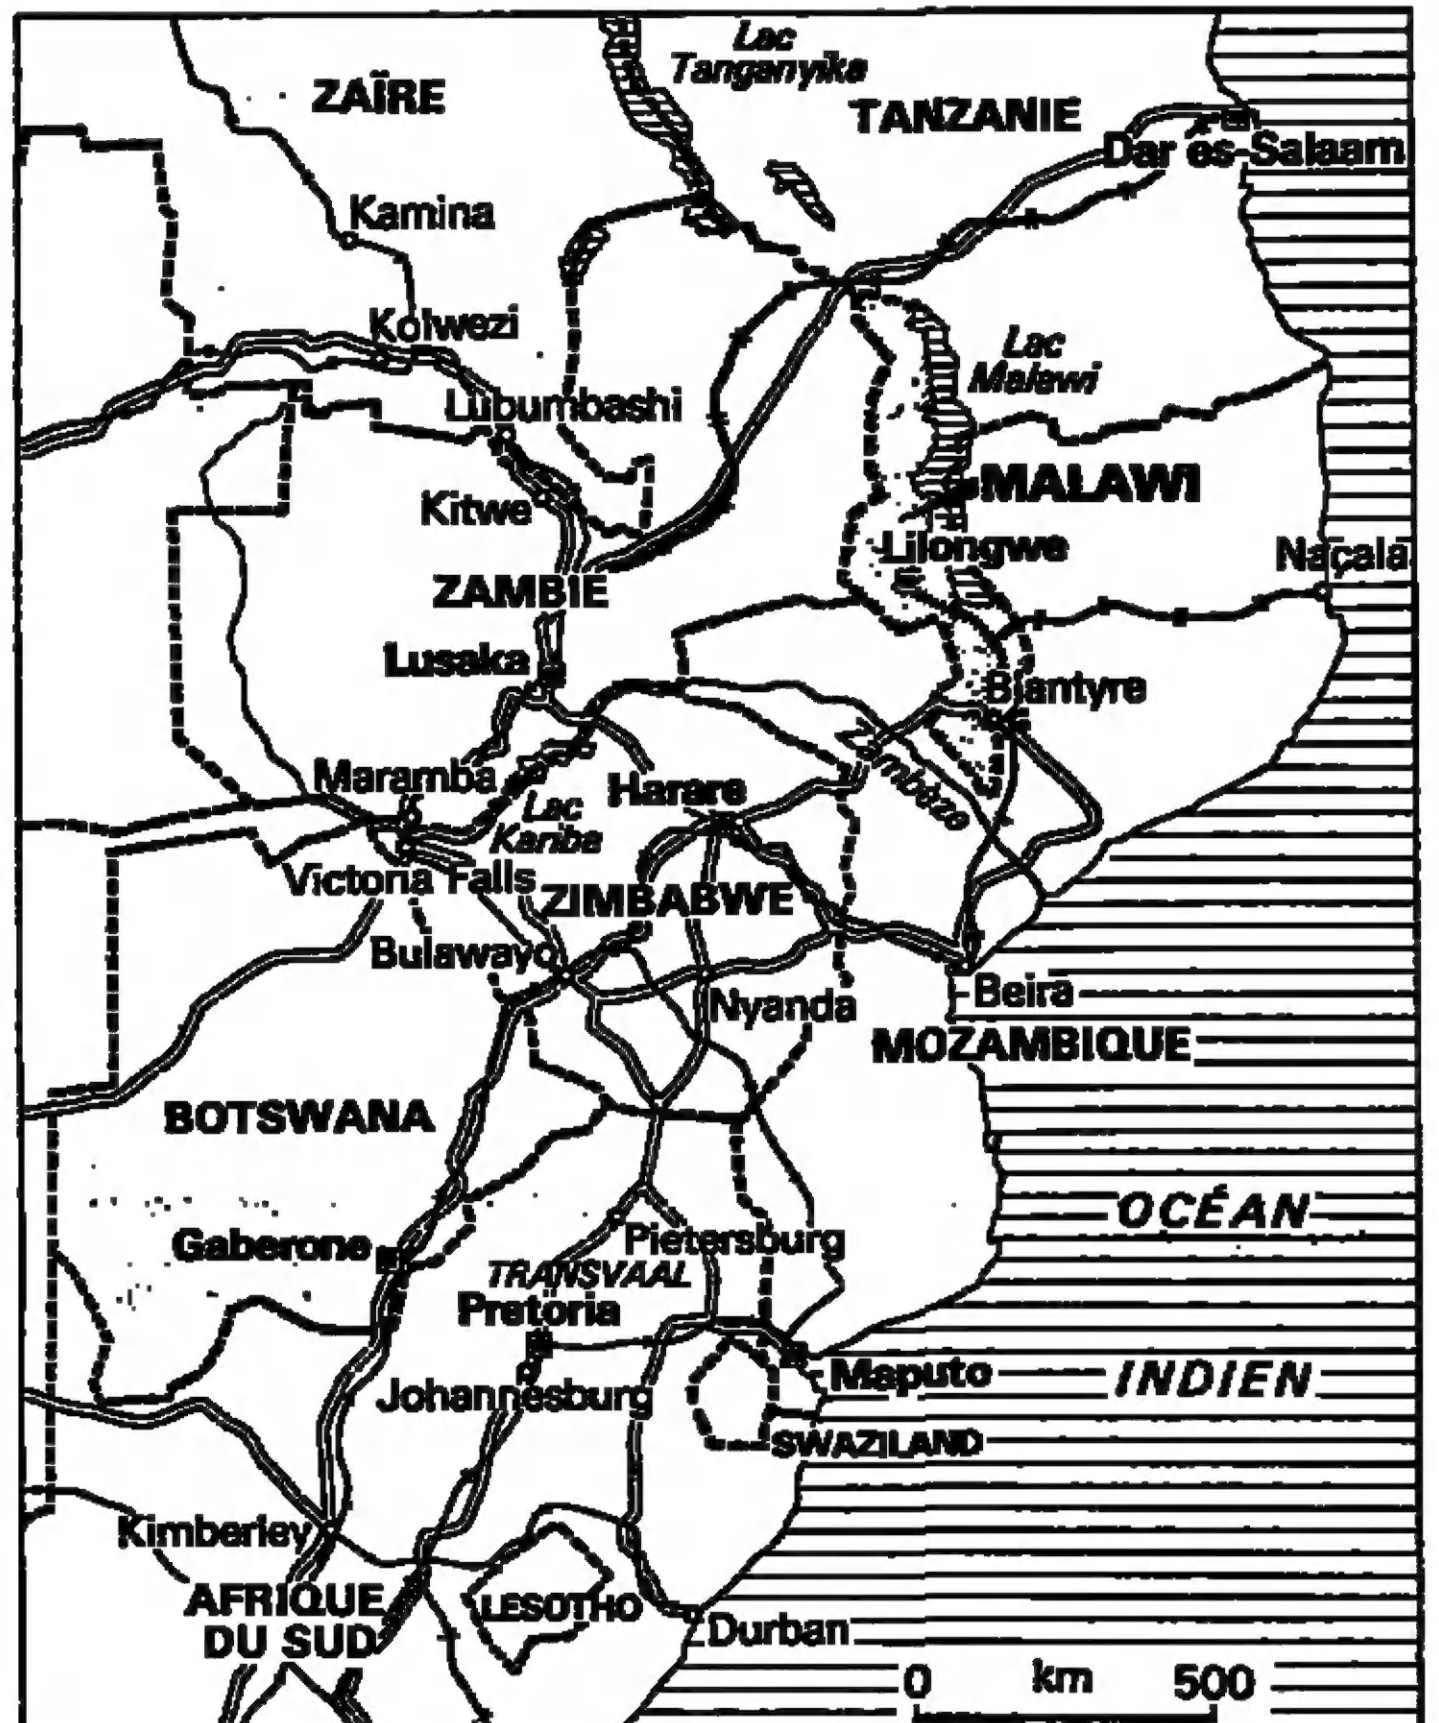 Lac
Tanganyika
ZAÏRE
TANZANIE
Dar es-Salaam
Kamina
Kolwezi
Lac
Malawi
Lubumbashi
MALAWI
Kitwe
Lilongwe
Naçala
ZAMBIE
Lusaka
Blantyre
Zambèze
Maramba
Harare
Lac
Kariba
Victoria Falls
ZIMBABWE
Bulawayo
Beira
Nyanda
MOZAMBIQUE
BOTSWANA
OCÉAN
Gaberone
Pietersburg
TRANSVAAL
Pretoria
Maputo
INDIEN
Johannesburg
SWAZILAND
Kimberley
AFRIQUE
DU SUD
LESOTHO
Durban
0 km 500